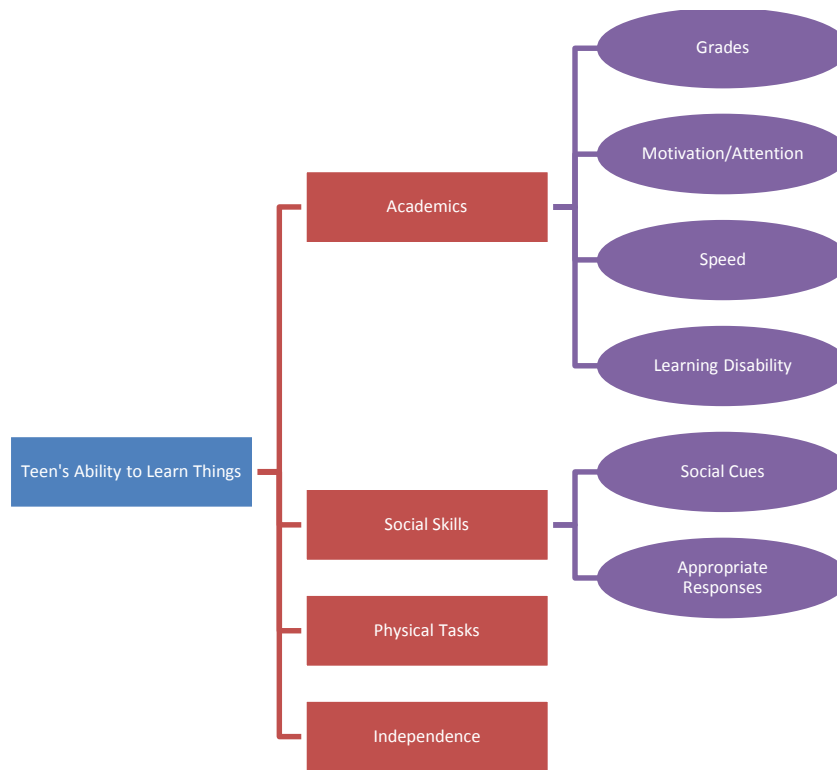 Grades
Motivation/Attention
Academics
Speed
Learning Disability
Teen's Ability to Learn Things
Social Cues
Social Skills
Appropriate
Responses
Physical Tasks
Independence